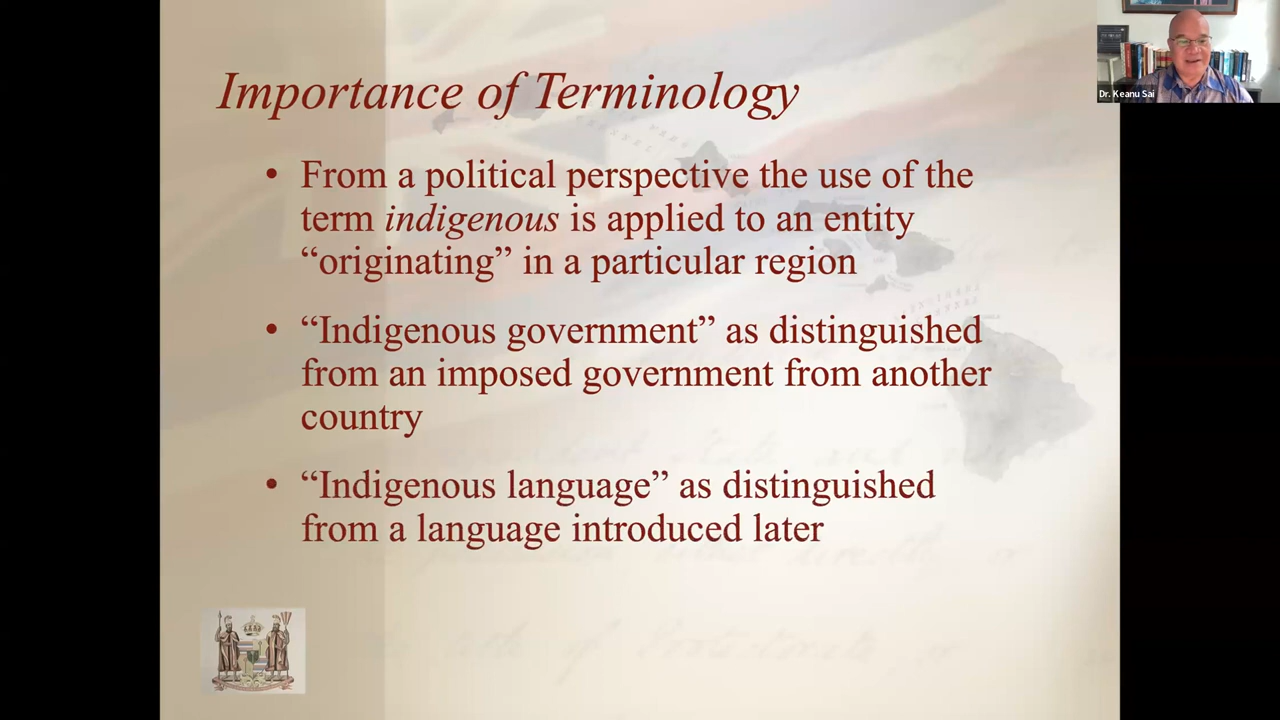 Importance of Terminology
• From a political perspective the use of the
term indigenous is applied to an entity
“originating” in a particular region
• “Indigenous government” as distinguished
from an imposed government from another
country
• “Indigenous language” as distinguished
from a language introduced later
Dr. Keanu Sai